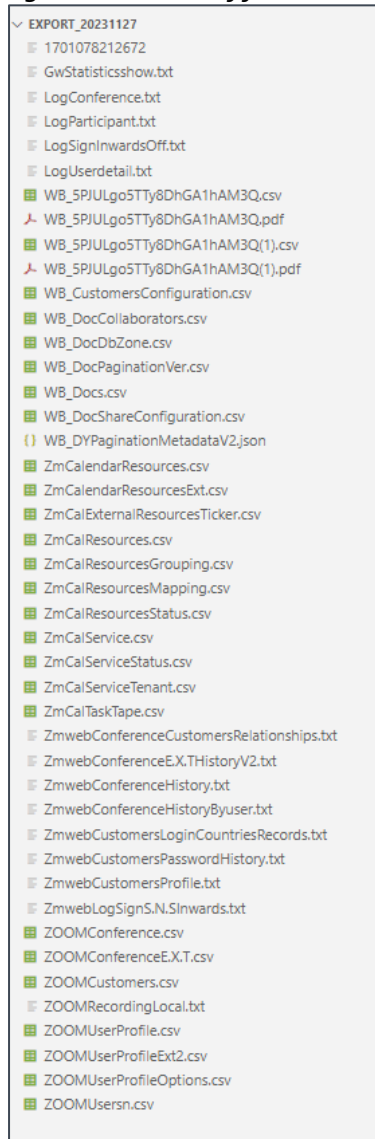 EXPORT_20231127
1701078212672
GwStatisticsshow.txt
LogConference.txt
LogParticipant.txt
LogSignInwardsOff.txt
LogUserdetail.txt
WB_5PJULgo5TTy8DhGA1hAM3Q.csv
WB_5PJULgo5TTy8DhGA1hAM3Q.pdf
WB_5PJULgo5TTy8DhGA1hAM3Q(1).csv
WB_5PJULgo5TTy8DhGA1hAM3Q(1).pdf
WB_CustomersConfiguration.csv
WB_DocCollaborators.csv
WB_DocDbZone.csv
WB_DocPaginationVer.csv
WB_Docs.csv
WB_DocShareConfiguration.csv
WB_DYPaginationMetadataV2.json
ZmCalendarResources.csv
ZmCalendarResourcesExt.csv
ZmCalExternalResourcesTicker.csv
ZmCalResources.csv
ZmCalResourcesGrouping.csv
ZmCalResourcesMapping.csv
ZmCalResourcesStatus.csv
ZmCalService.csv
ZmCalServiceStatus.csv
ZmCalServiceTenant.csv
ZmCalTaskTape.csv
ZmwebConferenceCustomersRelationships.txt
ZmwebConferenceE.X.THistoryV2.txt
ZmwebConferenceHistory.txt
ZmwebConferenceHistoryByuser.txt
ZmwebCustomersLoginCountriesRecords.txt
ZmwebCustomersPasswordHistory.txt
ZmwebCustomersProfile.txt
ZmwebLogSignS.N.SInwards.txt
ZOOMConference.csv
ZOOMConferenceE.X.T.csv
ZOOMCustomers.csv
ZOOMRecordingLocal.txt
ZOOMUserProfile.csv
ZOOMUserProfileExt2.csv
ZOOMUserProfileOptions.csv
ZOOMUsersn.csv